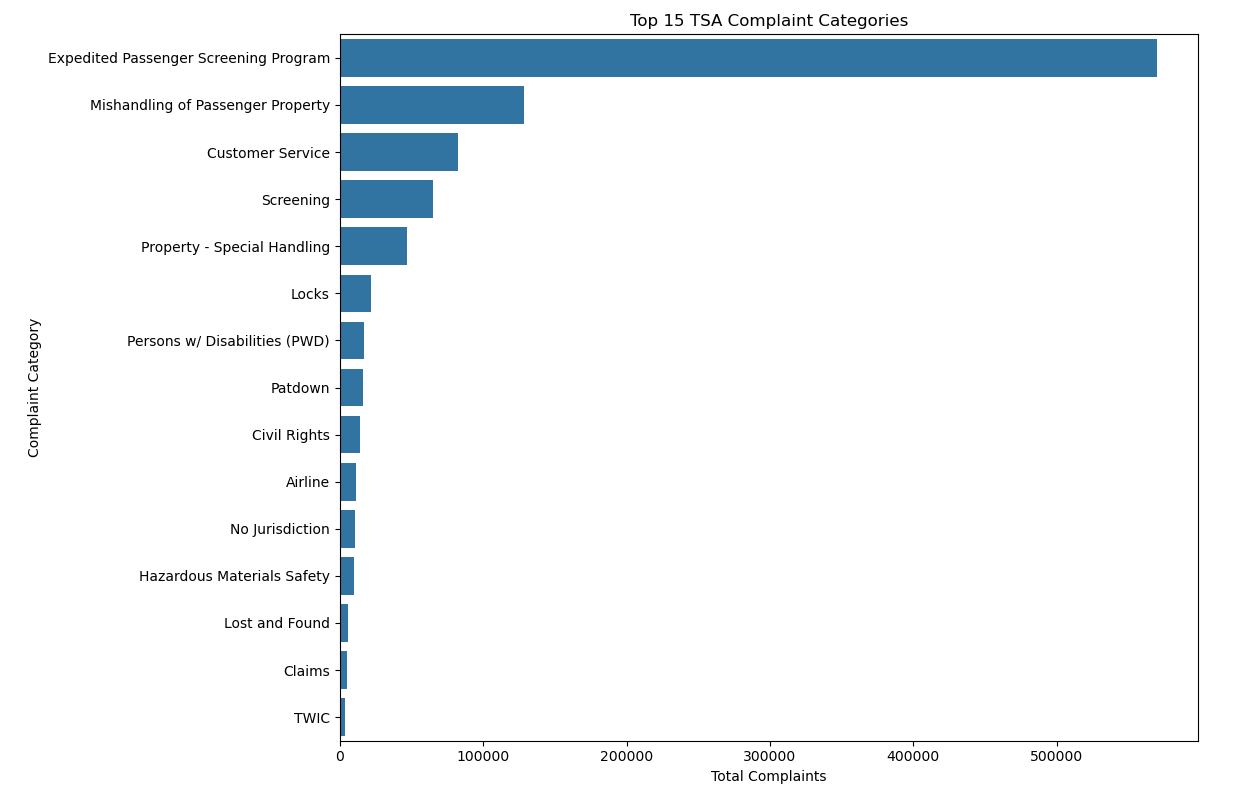 Top 15 TSA Complaint Categories
Expedited Passenger Screening Program
Mishandling of Passenger Property
Customer Service
Screening
Property - Special Handling
Locks
Persons w/ Disabilities (PWD)
Patdown
Civil Rights
Airline
No Jurisdiction
Hazardous Materials Safety
Lost and Found
Claims
TWIC
Complaint Category
0 100000 200000 300000 400000 500000
Total Complaints